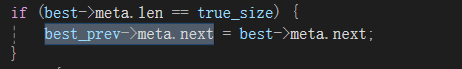 if (best->meta.len == true_size) {
    best_prev->meta.next = best->meta.next;
}